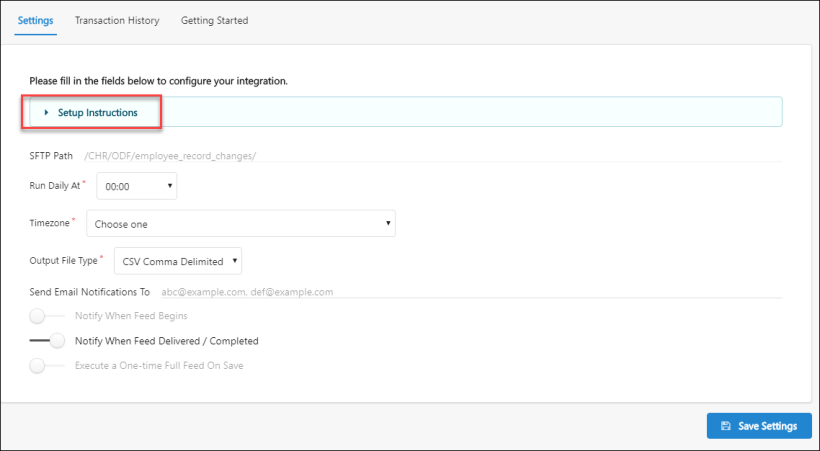 Settings Transaction History Getting Started
Please fill in the fields below to configure your integration.
Setup Instructions
SFTP Path /CHR/ODF/employee_record_changes/
Run Daily At * 00:00
Timezone * Choose one
Output File Type * CSV Comma Delimited
Send Email Notifications To abc@example.com, def@example.com
Notify When Feed Begins
Notify When Feed Delivered / Completed
Execute a One-time Full Feed On Save
Save Settings